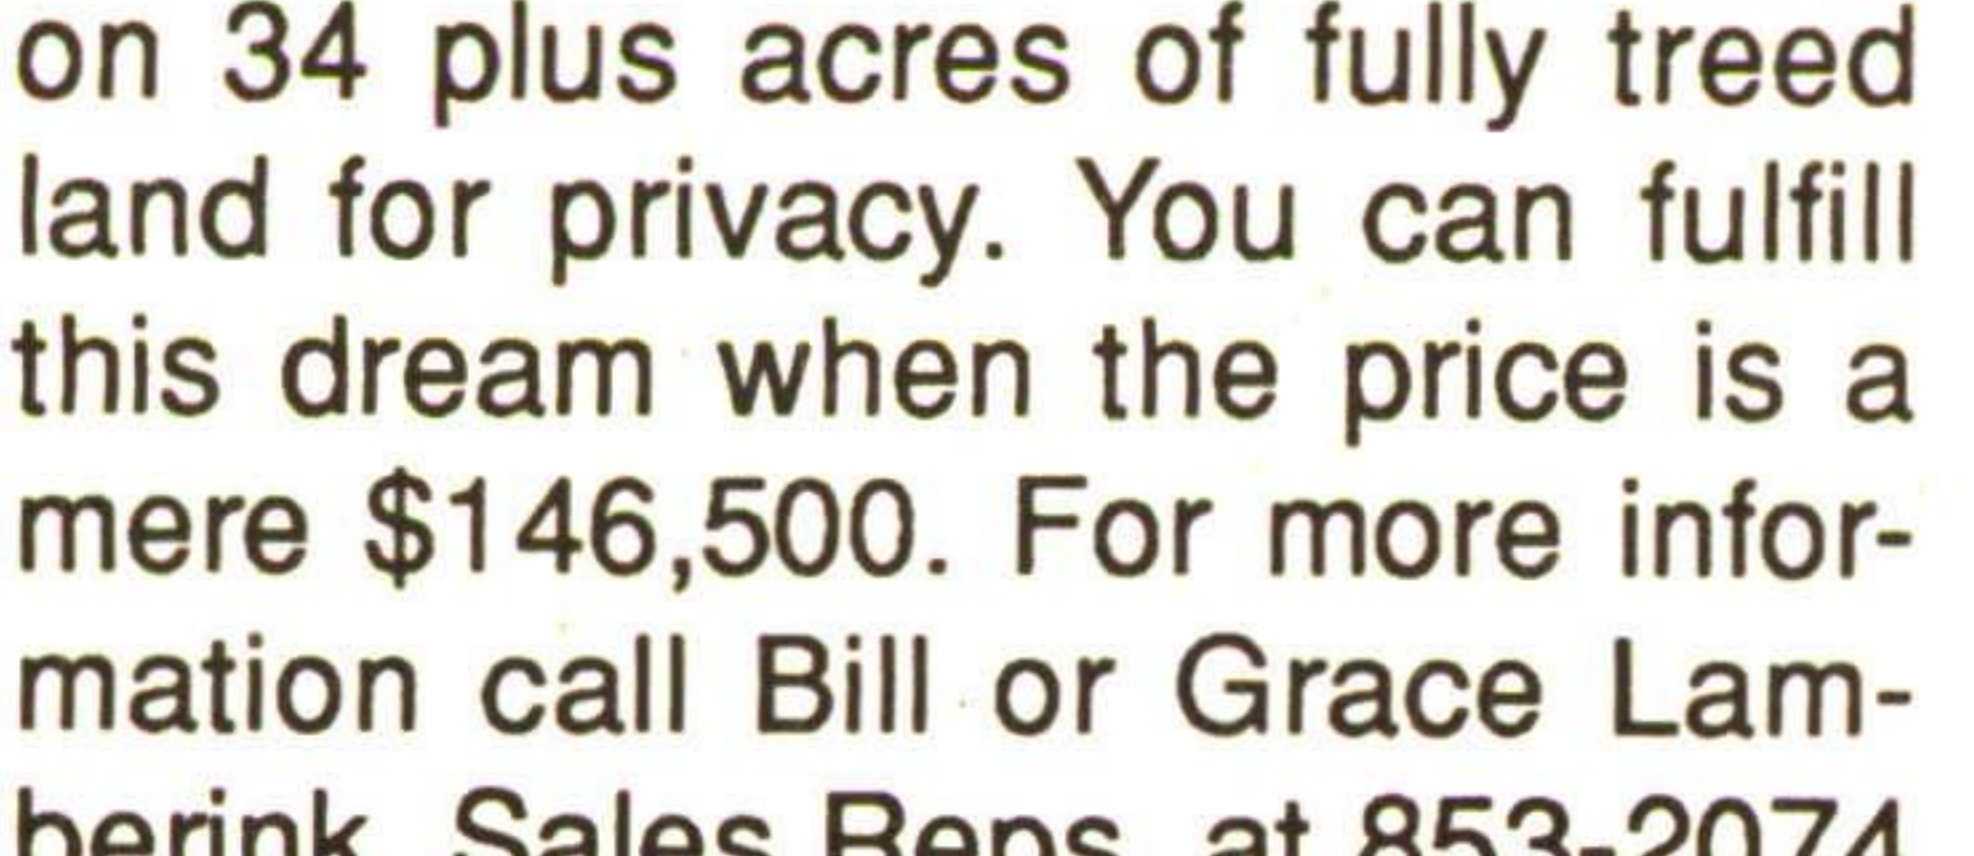 on 34 plus acres of fully treed
land for privacy. You can fulfill
this dream when the price is a
mere $146,500. For more infor-
mation call Bill or Grace Lam-
berink Sales Reps at 853-2074